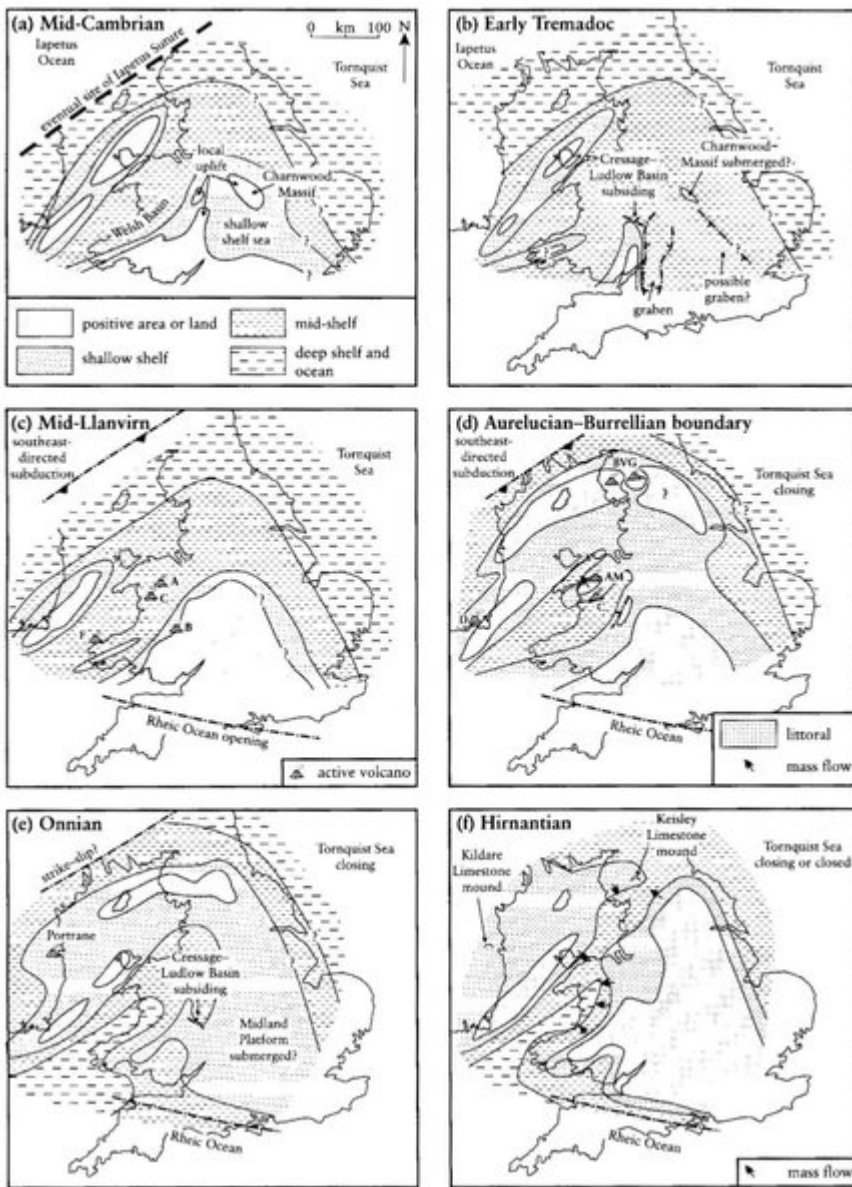 (a) Mid-Cambrian
0 km 100
N
Iapetus
Ocean
eventual site of Iapetus Suture
Tornquist
Sea
?
local
uplift
Charnwood
Massif
Welsh Basin
shallow
shelf sea
?
?
positive area or land
mid-shelf
shallow shelf
deep shelf and
ocean
(b) Early Tremadoc
Iapetus
Ocean
Tornquist
Sea
?
Cressage–
Ludlow Basin
subsiding
Charnwood–
Massif submerged?
?
?
?
graben
possible
graben?
(c) Mid-Llanvirn
southeast-
directed
subduction
Tornquist
Sea
A
C
F
B
?
Rheic Ocean opening
active volcano
(d) Aurelucian–Burrellian boundary
southeast-
directed
subduction
BVG
?
Tornquist Sea
closing
AM
D
Rheic Ocean
littoral
mass flow
(e) Onnian
strike-slip?
Tornquist Sea
closing
Portrane
Cressage–
Ludlow Basin
subsiding
Midland
Platform
submerged?
Rheic Ocean
(f) Hirnantian
Keisley
Limestone
mound
Kildare
Limestone
mound
Tornquist Sea
closing or closed
Rheic Ocean
mass flow